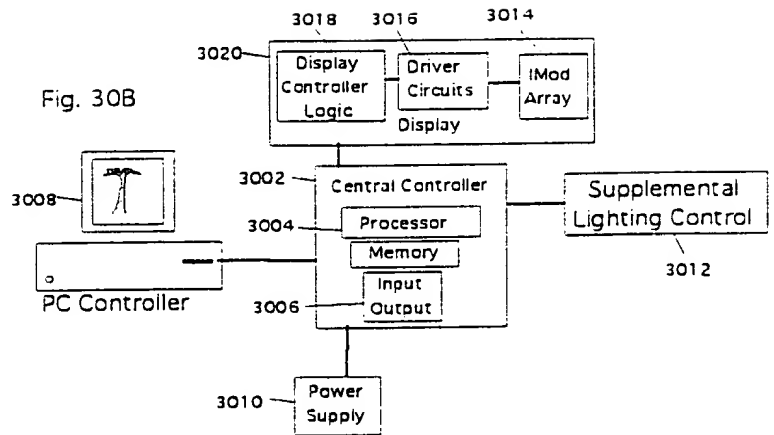 3018
3016
3014
3020
Display
Controller
Logic
Driver
Circuits
IMod
Array
Display
Fig. 30B
3002
Central Controller
3008
3004
Processor
Memory
Supplemental
Lighting Control
3012
3006
Input
Output
PC Controller
3010
Power
Supply